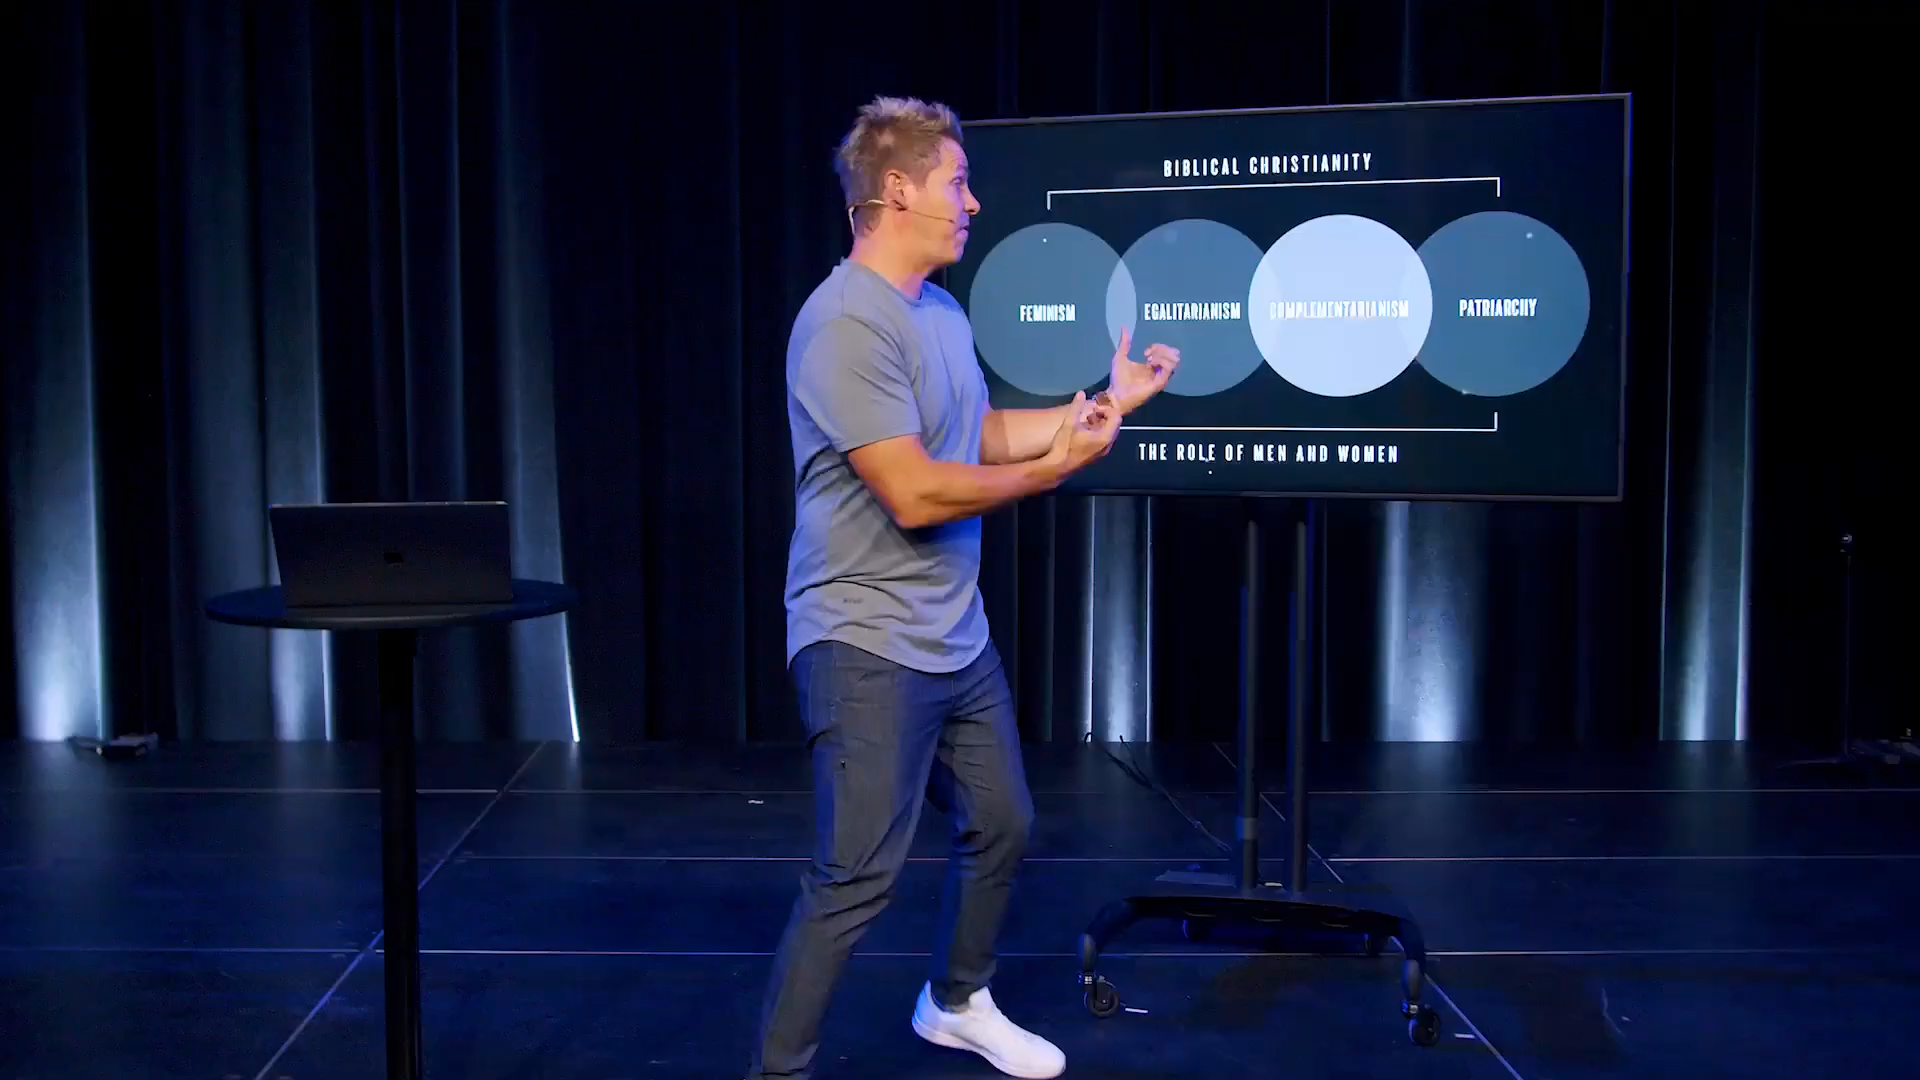 BIBLICAL CHRISTIANITY
FEMINISM
EGALITARIANISM
COMPLEMENTARIANISM
PATRIARCHY
THE ROLE OF MEN AND WOMEN